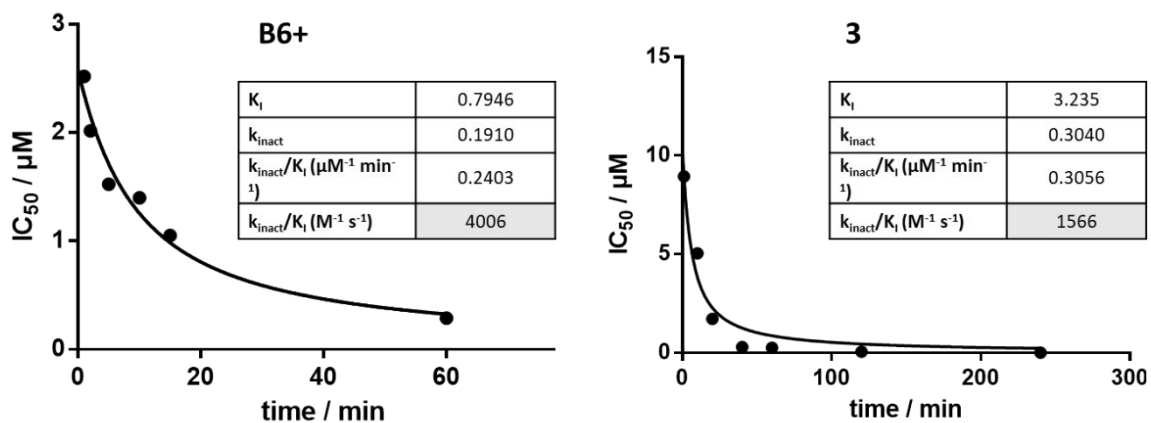 B6+
3
2
1
0
IC50 / μM
0
20
40
60
time / min
KI 0.7946
kinact 0.1910
kinact/KI (μM-1 min-
1) 0.2403
kinact/KI (M-1 s-1) 4006
3
15
10
5
0
IC50 / μM
0
100
200
300
time / min
KI 3.235
kinact 0.3040
kinact/KI (μM-1 min-
1) 0.3056
kinact/KI (M-1 s-1) 1566